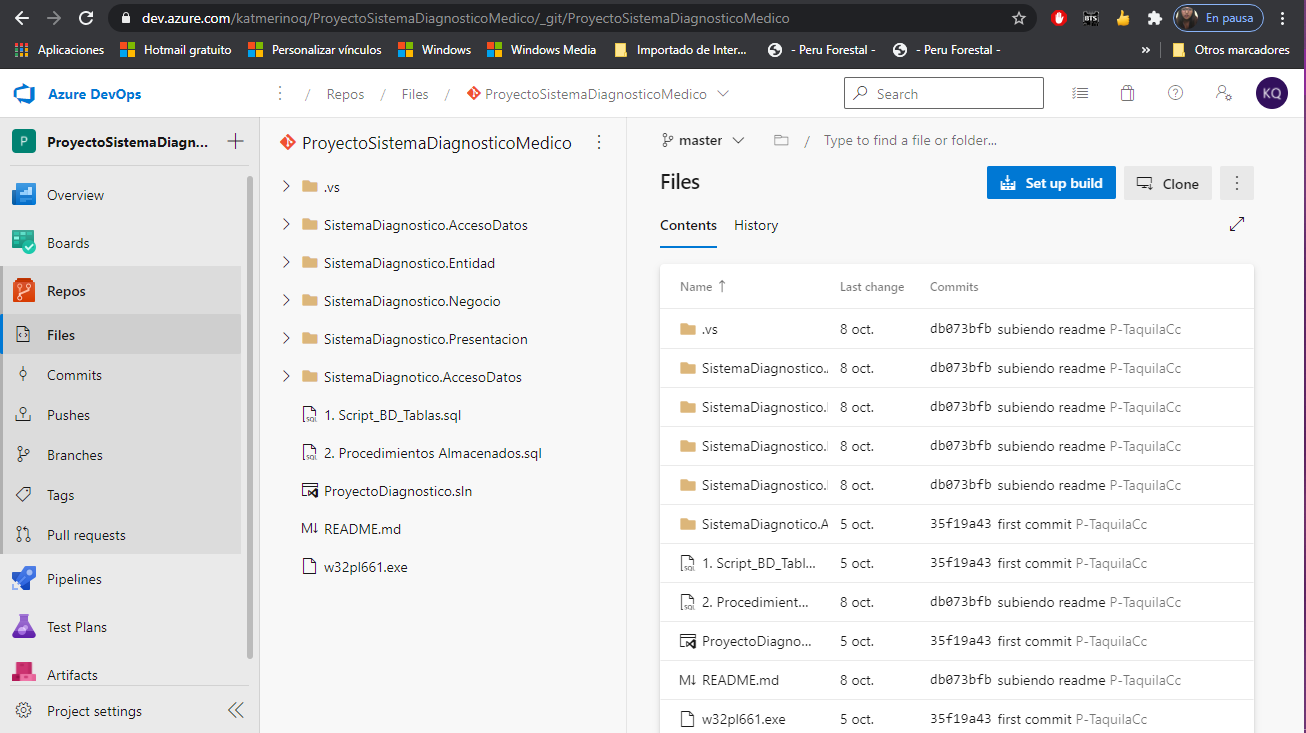 dev.azure.com/katmerinoq/ProyectoSistemaDiagnosticoMedico/_git/ProyectoSistemaDiagnosticoMedico
BTS
En pausa
Aplicaciones
Hotmail gratuito
Personalizar vínculos
Windows
Windows Media
Importado de Inter...
- Peru Forestal -
- Peru Forestal -
»
Otros marcadores
Azure DevOps
/ Repos / Files / ProyectoSistemaDiagnosticoMedico
Search
KQ
P
ProyectoSistemaDiagn...
Overview
Boards
Repos
Files
Commits
Pushes
Branches
Tags
Pull requests
Pipelines
Test Plans
Artifacts
Project settings
ProyectoSistemaDiagnosticoMedico
.vs
SistemaDiagnostico.AccesoDatos
SistemaDiagnostico.Entidad
SistemaDiagnostico.Negocio
SistemaDiagnostico.Presentacion
SistemaDiagnotico.AccesoDatos
1. Script_BD_Tablas.sql
2. Procedimientos Almacenados.sql
ProyectoDiagnostico.sln
M↓ README.md
w32pl661.exe
master / Type to find a file or folder...
Files
Set up build
Clone
Contents
History
Name ↑ Last change Commits
.vs 8 oct. db073bfb subiendo readme P-TaquilaCc
SistemaDiagnostico. 8 oct. db073bfb subiendo readme P-TaquilaCc
SistemaDiagnostico. 8 oct. db073bfb subiendo readme P-TaquilaCc
SistemaDiagnostico. 8 oct. db073bfb subiendo readme P-TaquilaCc
SistemaDiagnostico. 8 oct. db073bfb subiendo readme P-TaquilaCc
SistemaDiagnotico.A 5 oct. 35f19a43 first commit P-TaquilaCc
1. Script_BD_Tabl... 5 oct. 35f19a43 first commit P-TaquilaCc
2. Procedimient... 8 oct. db073bfb subiendo readme P-TaquilaCc
ProyectoDiagno... 5 oct. 35f19a43 first commit P-TaquilaCc
M↓ README.md 8 oct. db073bfb subiendo readme P-TaquilaCc
w32pl661.exe 5 oct. 35f19a43 first commit P-TaquilaCc